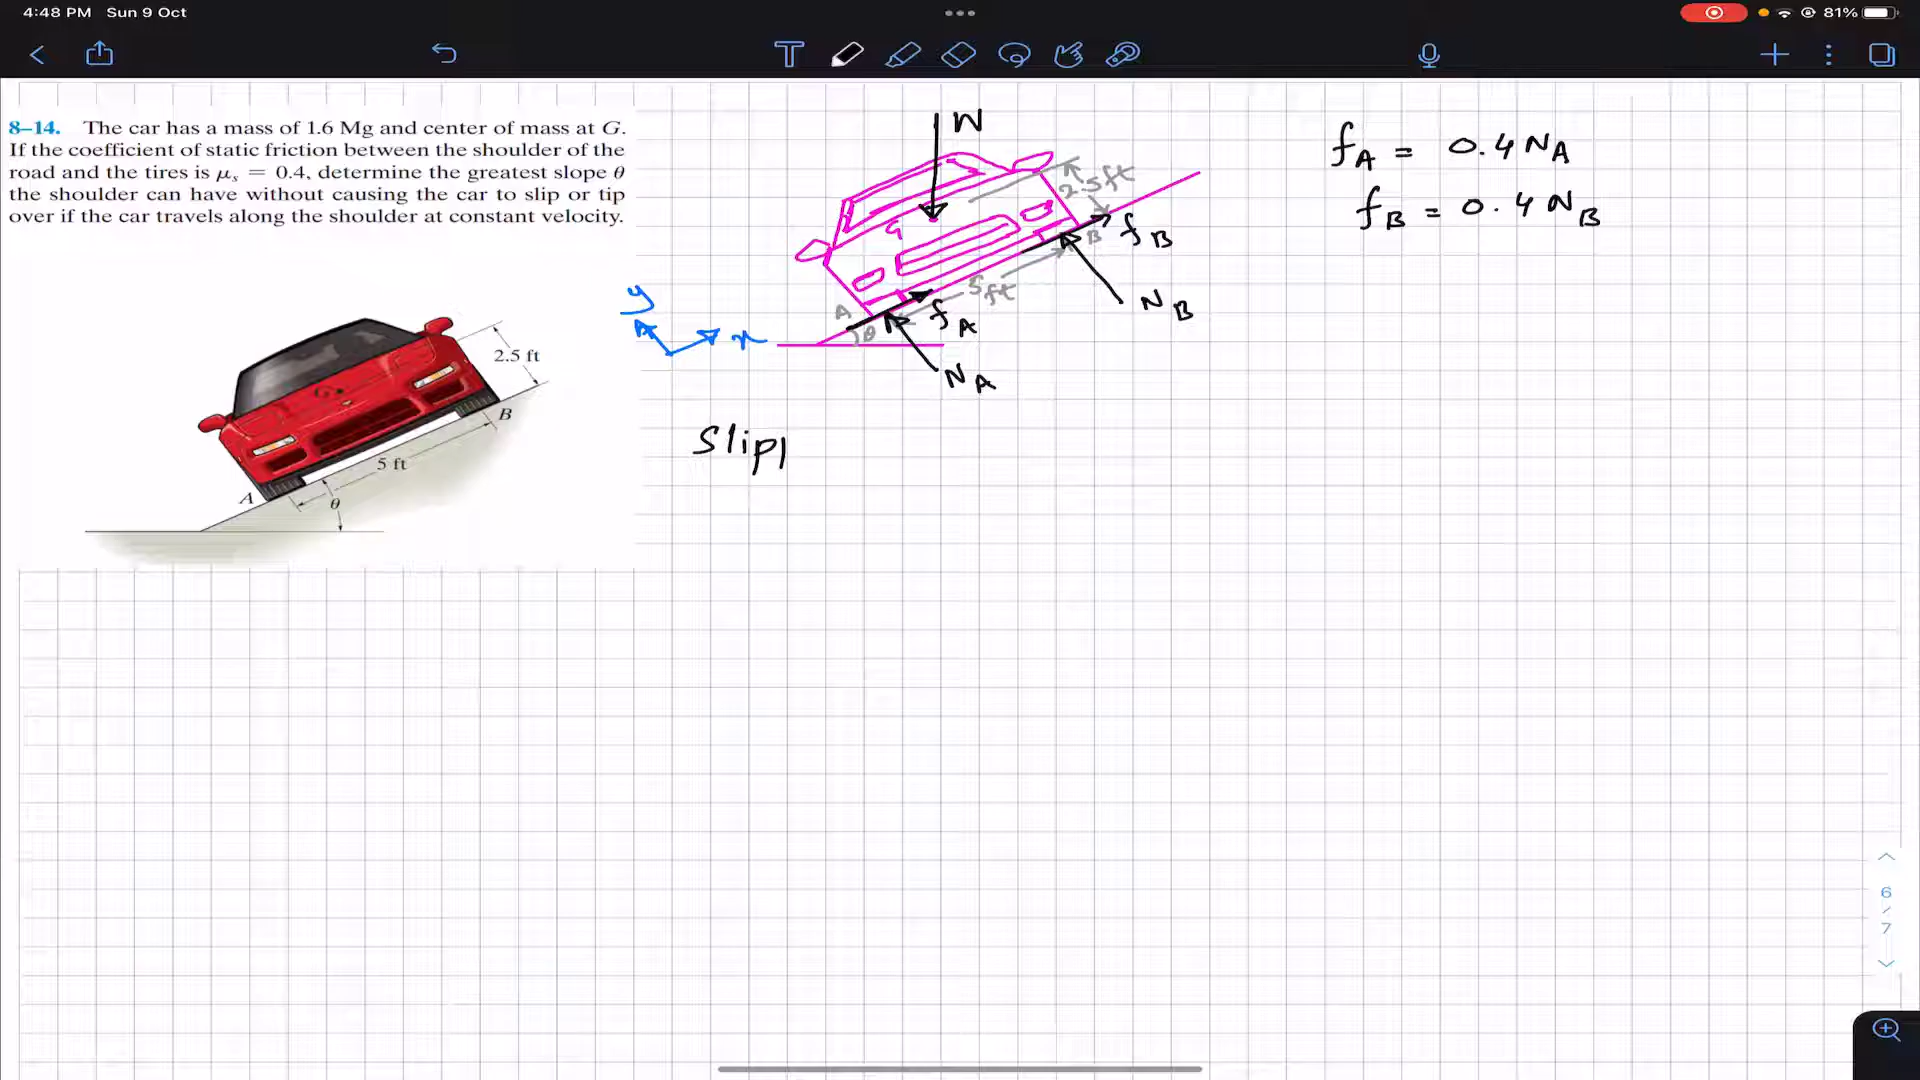 4:48 PM Sun 9 Oct
81%
8–14. The car has a mass of 1.6 Mg and center of mass at G.
If the coefficient of static friction between the shoulder of the
road and the tires is μs = 0.4, determine the greatest slope θ
the shoulder can have without causing the car to slip or tip
over if the car travels along the shoulder at constant velocity.
2.5 ft
G
B
5 ft
A
θ
W
2.5ft
G
B
fB
5ft
A
fA
θ
NB
NA
y
x
fA = 0.4 NA
fB = 0.4 NB
Slip
6
/
7